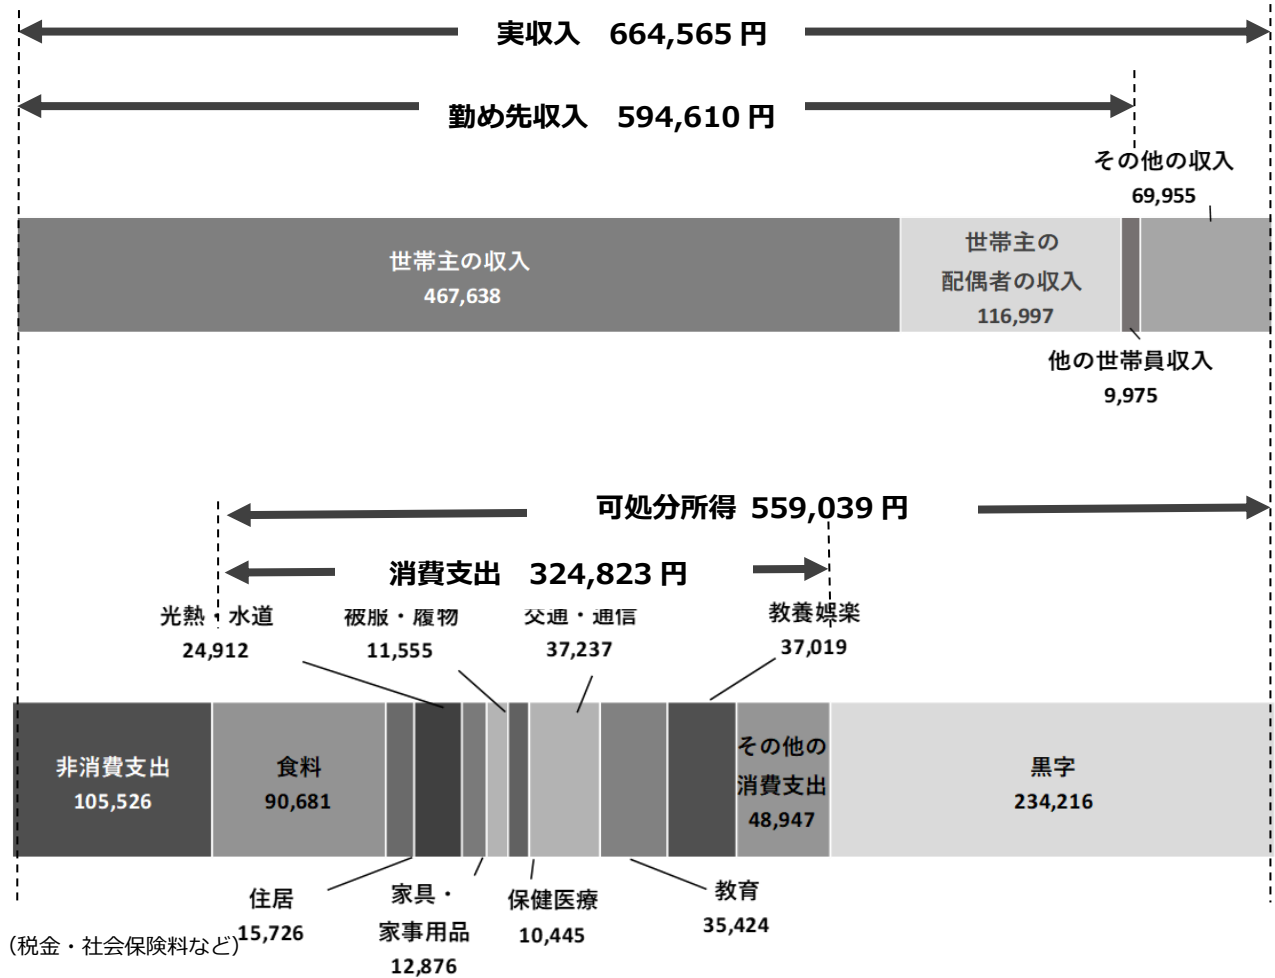 実収入 664,565 円
勤め先収入 594,610 円
その他の収入
69,955
世帯主の収入
467,638
世帯主の
配偶者の収入
116,997
他の世帯員収入
9,975
可処分所得 559,039 円
消費支出 324,823 円
光熱・水道
24,912
被服・履物
11,555
交通・通信
37,237
教養娯楽
37,019
非消費支出
105,526
食料
90,681
その他の
消費支出
48,947
黒字
234,216
住居
15,726
家具・
家事用品
12,876
保健医療
10,445
教育
35,424
（税金・社会保険料など）